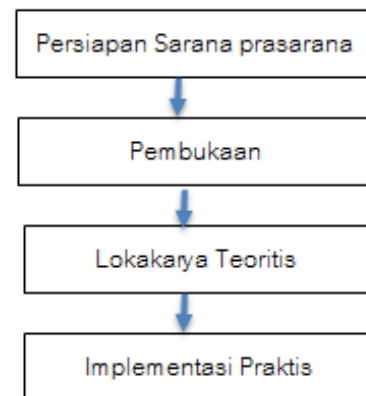 Persiapan Sarana prasarana
Pembukaan
Lokakarya Teoritis
Implementasi Praktis